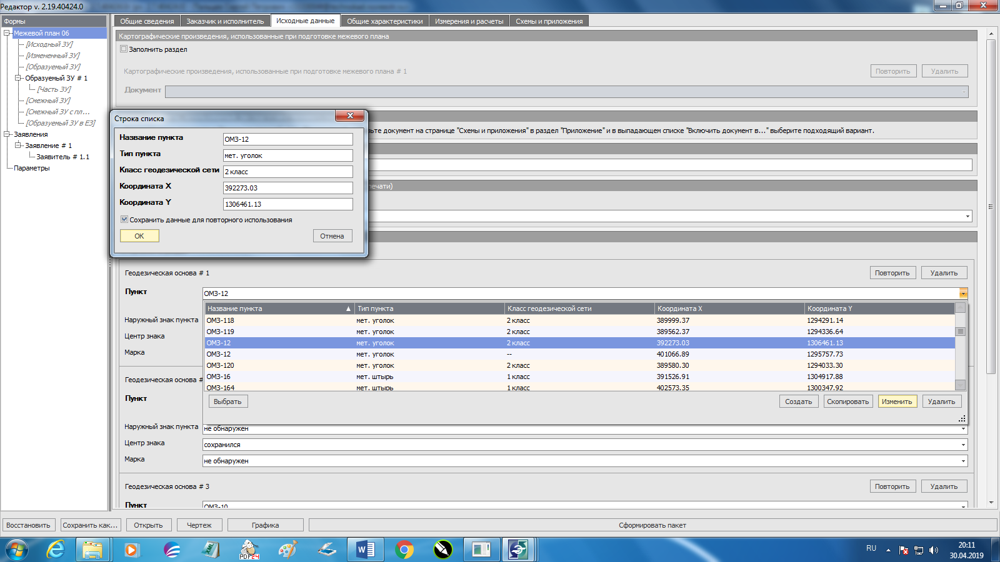 Редактор v. 2.19.40424.0
Формы
Межевой план 06
[Исходный ЗУ]
[Измененный ЗУ]
[Образуемый ЗУ]
Образуемый ЗУ # 1
[Часть ЗУ]
[Смежный ЗУ]
[Смежный ЗУ с пл...
[Образуемый ЗУ в ЕЗ]
Заявления
Заявление # 1
Заявитель # 1.1
Параметры
Общие сведения Заказчик и исполнитель Исходные данные Общие характеристики Измерения и расчеты Схемы и приложения
Картографические произведения, использованные при подготовке межевого плана
Заполнить раздел
Картографические произведения, использованные при подготовке межевого плана # 1 Повторить Удалить
Документ
Строка списка
Название пункта ОМЗ-12
Тип пункта мет. уголок
Класс геодезической сети 2 класс
Координата X 392273.03
Координата Y 1306461.13
Сохранить данные для повторного использования
ОК Отмена
вьте документ на странице "Схемы и приложения" в раздел "Приложение" и в выпадающем списке "Включить документ в..." выберите подходящий вариант.
печати)
Геодезическая основа # 1 Повторить Удалить
Пункт ОМЗ-12
Название пункта Тип пункта Класс геодезической сети Координата X Координата Y
ОМЗ-118 мет. уголок 2 класс 389999.37 1294291.14
ОМЗ-119 мет. уголок 2 класс 389562.37 1294336.64
ОМЗ-12 мет. уголок 2 класс 392273.03 1306461.13
ОМЗ-12 мет. уголок -- 401066.89 1295757.73
ОМЗ-120 мет. уголок 2 класс 389580.30 1294033.30
ОМЗ-16 мет. штырь 1 класс 391526.91 1304917.88
ОМЗ-164 мет. штырь 1 класс 402573.35 1300347.92
Выбрать Создать Скопировать Изменить Удалить
Наружный знак пункта
Центр знака
Марка
Геодезическая основа #
Пункт
Наружный знак пункта не обнаружен
Центр знака сохранился
Марка не обнаружен
Геодезическая основа # 3 Повторить Удалить
Пункт ОМЗ-10
Восстановить Сохранить как... Открыть Чертеж Графика Сформировать пакет
PDF24
RU
20:11
30.04.2019